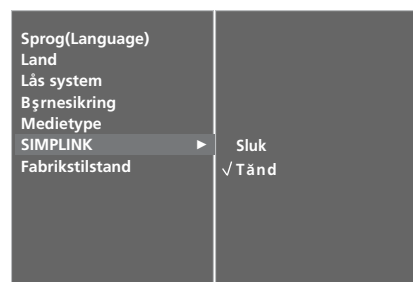 Sprog(Language)
Land
Lås system
Bşrnesikring
Medietype
SIMPLINK ►
Fabrikstilstand
Sluk
√ Tănd